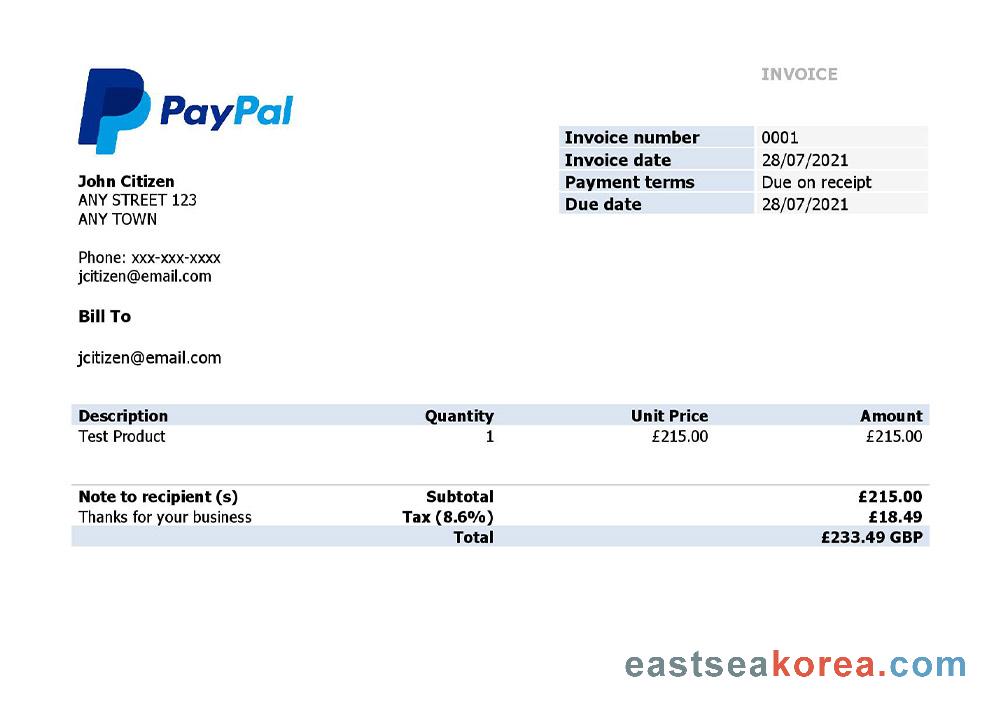 INVOICE
PayPal
Invoice number 0001
Invoice date 28/07/2021
Payment terms Due on receipt
Due date 28/07/2021
John Citizen
ANY STREET 123
ANY TOWN
Phone: xxx-xxx-xxxx
jcitizen@email.com
Bill To
jcitizen@email.com
Description Quantity Unit Price Amount
Test Product 1 £215.00 £215.00
Note to recipient (s) Subtotal £215.00
Thanks for your business Tax (8.6%) £18.49
Total £233.49 GBP
eastseakorea.com